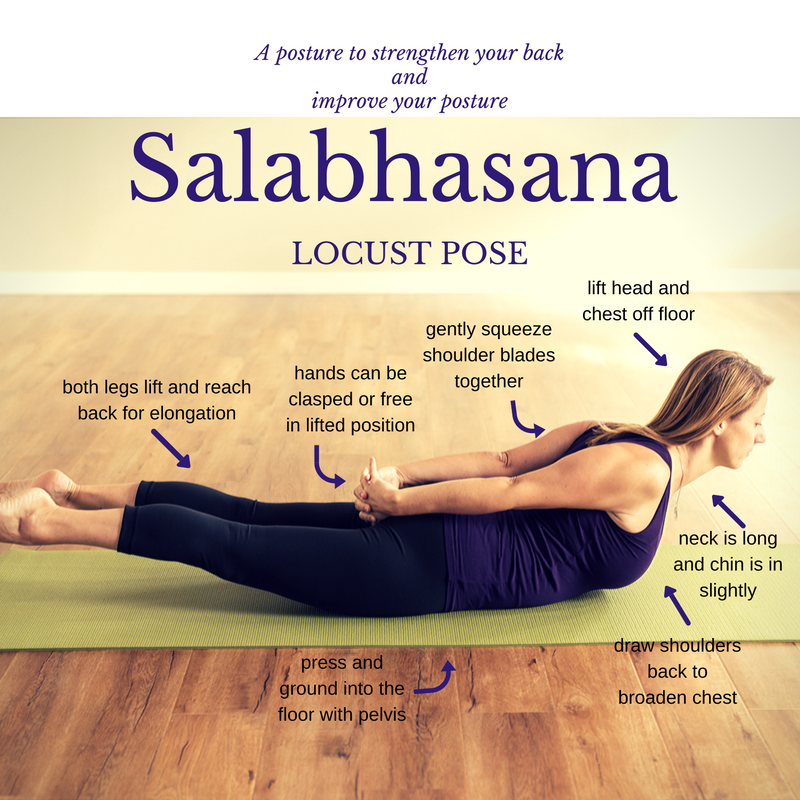 A posture to strengthen your back
and
improve your posture
Salabhasana
LOCUST POSE
lift head and
chest off floor
gently squeeze
shoulder blades
together
hands can be
clasped or free
in lifted position
both legs lift and reach
back for elongation
neck is long
and chin is in
slightly
draw shoulders
back to
broaden chest
press and
ground into the
floor with pelvis